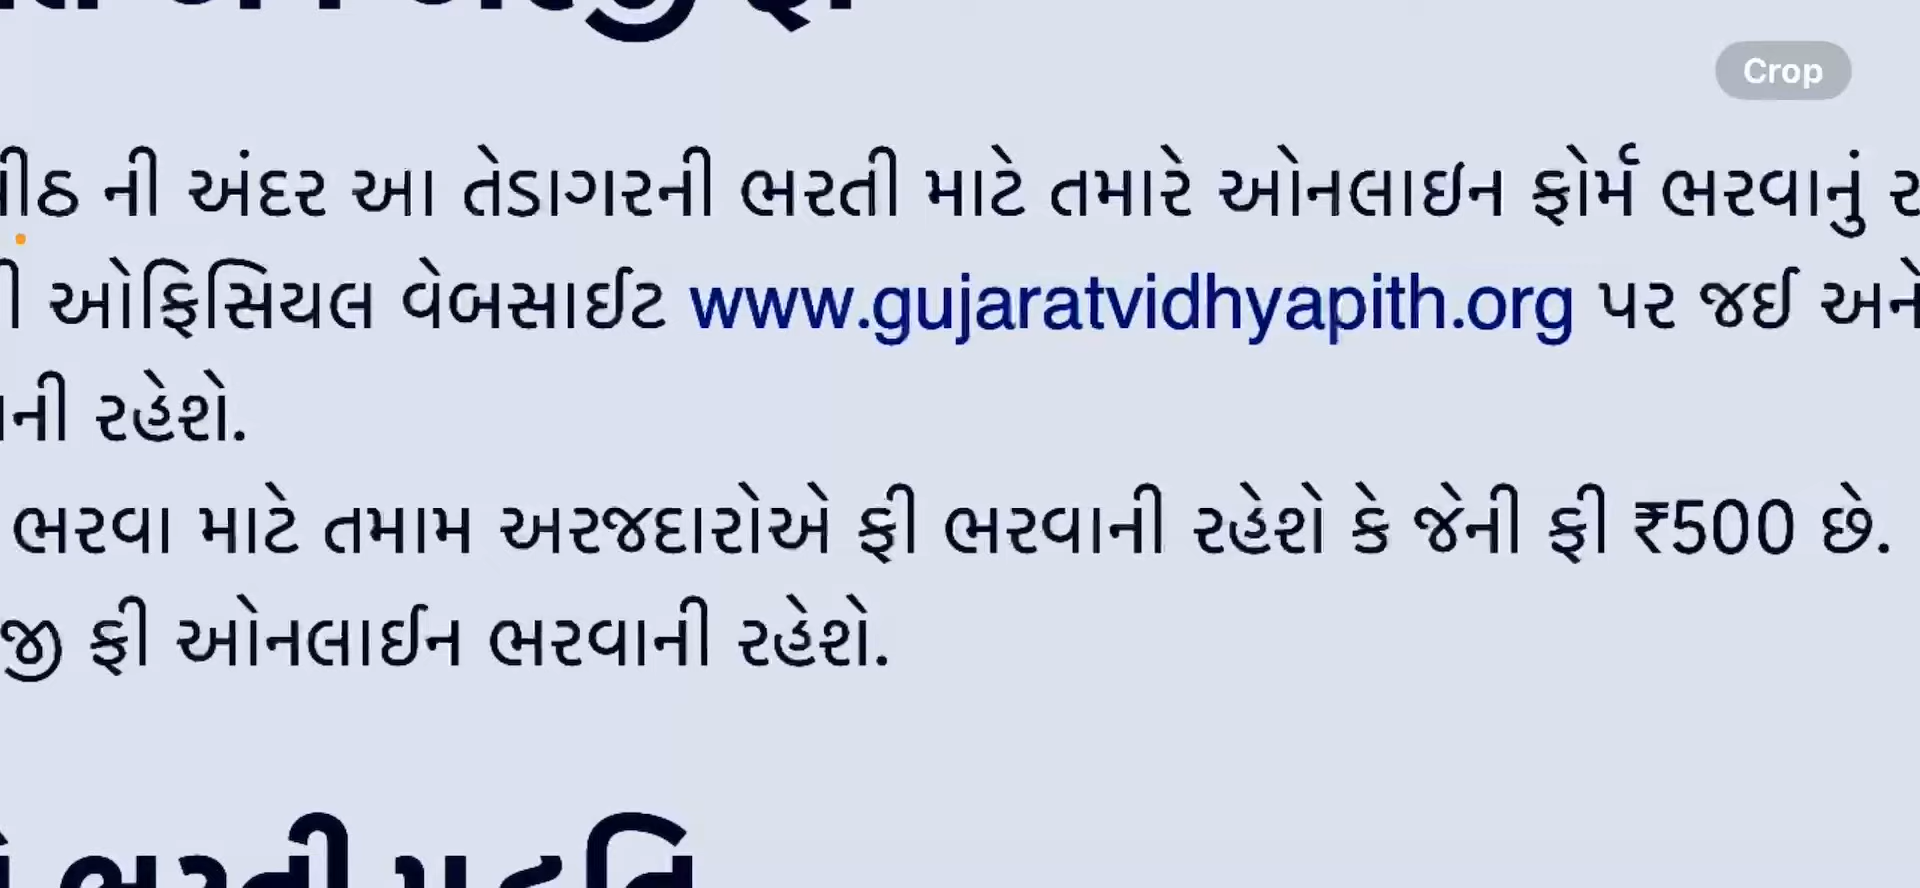 Crop
ની અંદર આ તેડાગરની ભરતી માટે તમારે ઓનલાઇન ફોર્મ ભરવાનું
ઓફિસિયલ વેબસાઈટ www.gujaratvidhyapith.org પર જઈ અને
રહેશે.
ભરવા માટે તમામ અરજદારોએ ફી ભરવાની રહેશે કે જેની ફી ₹500 છે.
ફી ઓનલાઈન ભરવાની રહેશે.